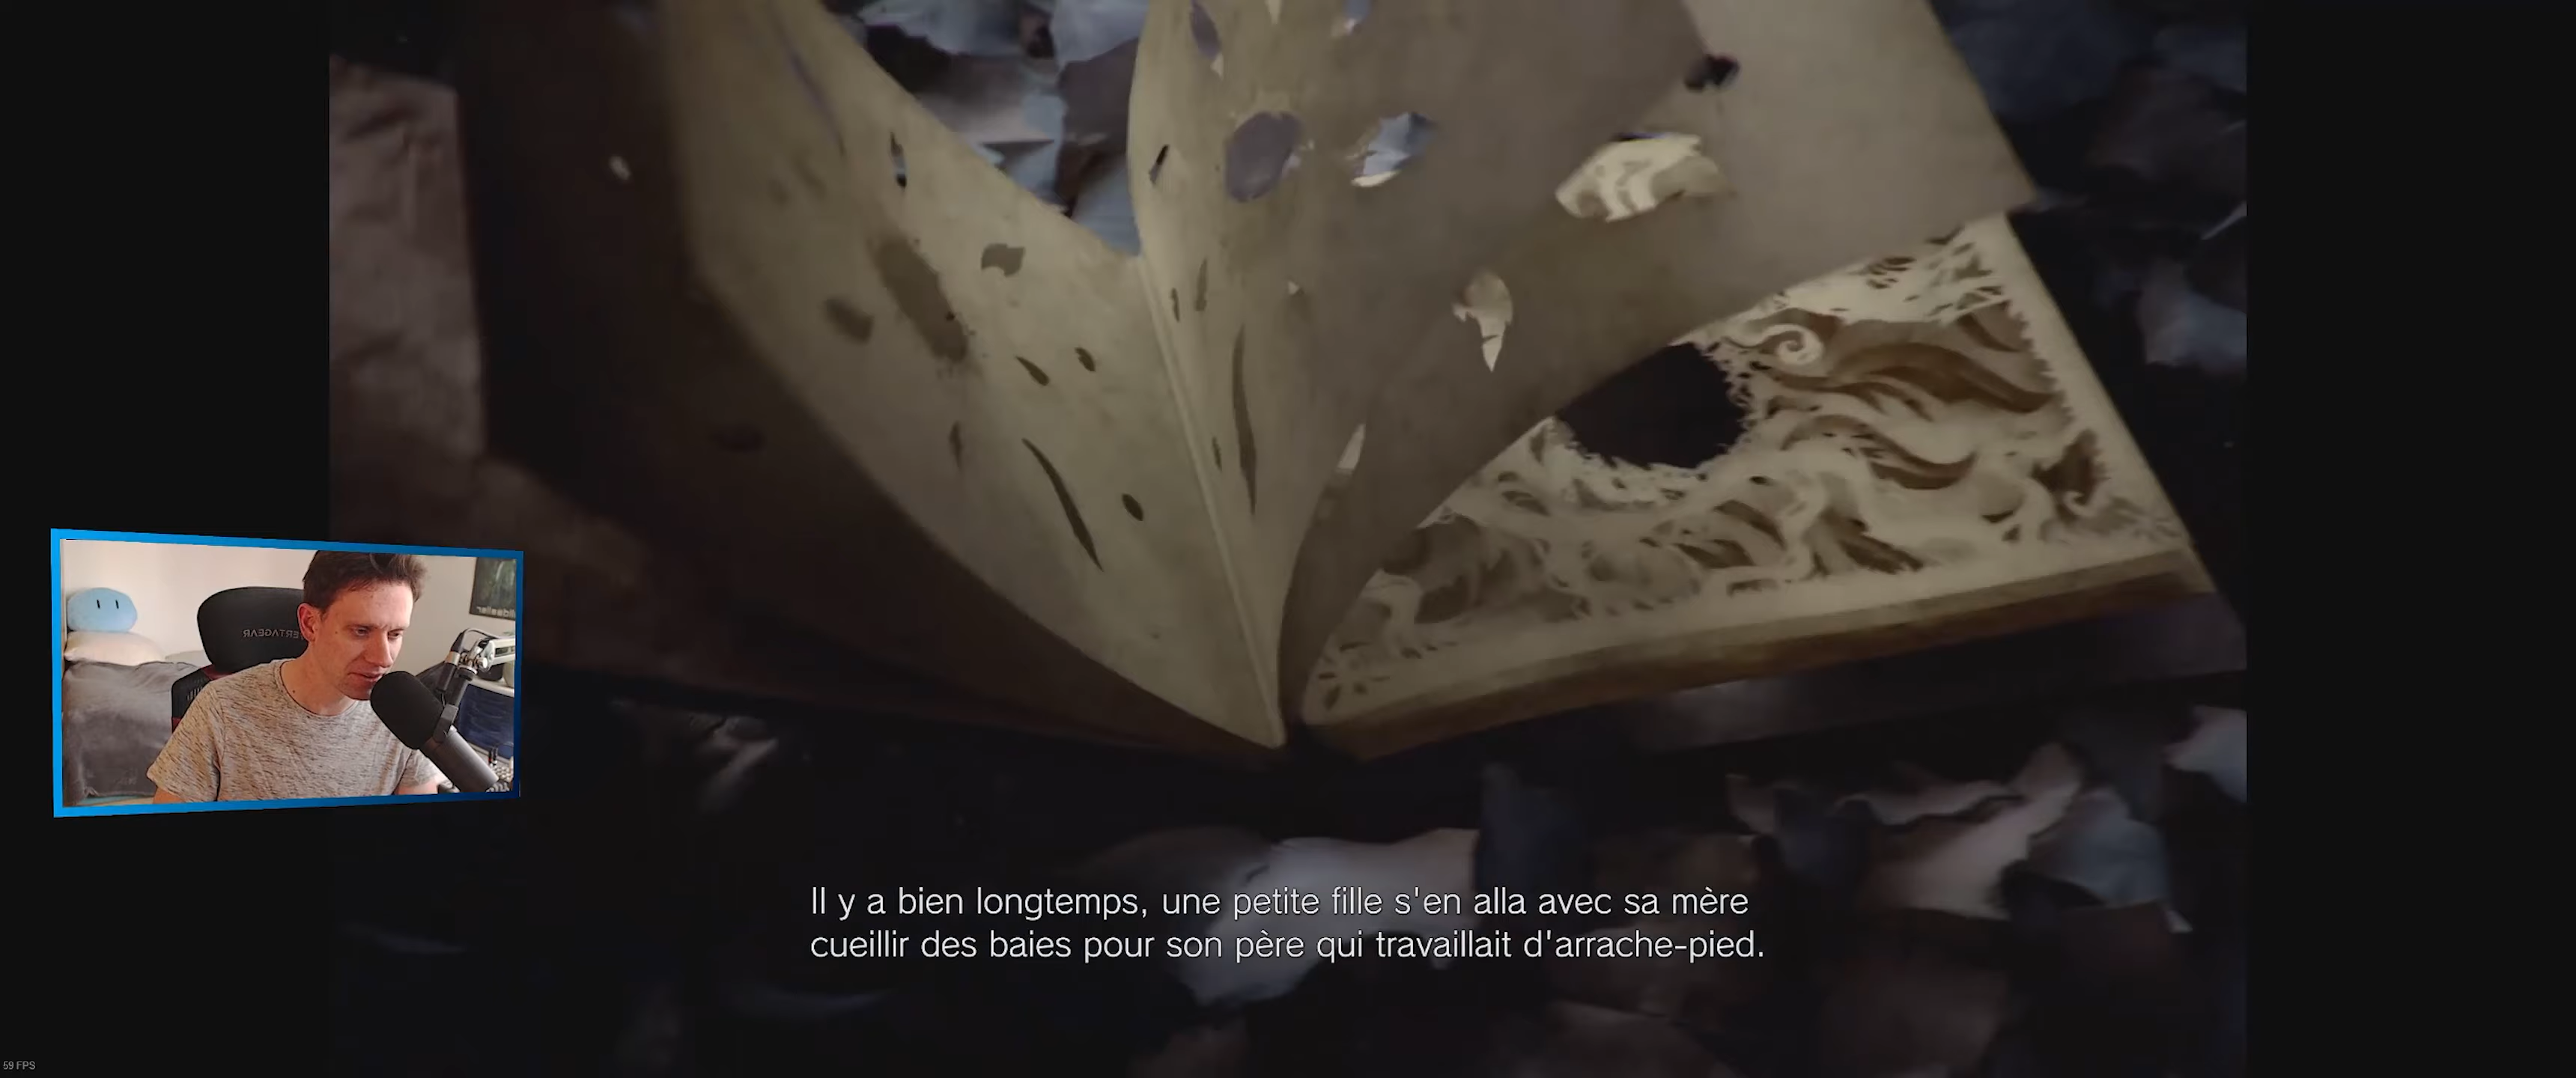 ЯAƎӘATЯƎ
Il y a bien longtemps, une petite fille s'en alla avec sa mère
cueillir des baies pour son père qui travaillait d'arrache-pied.
59 FPS